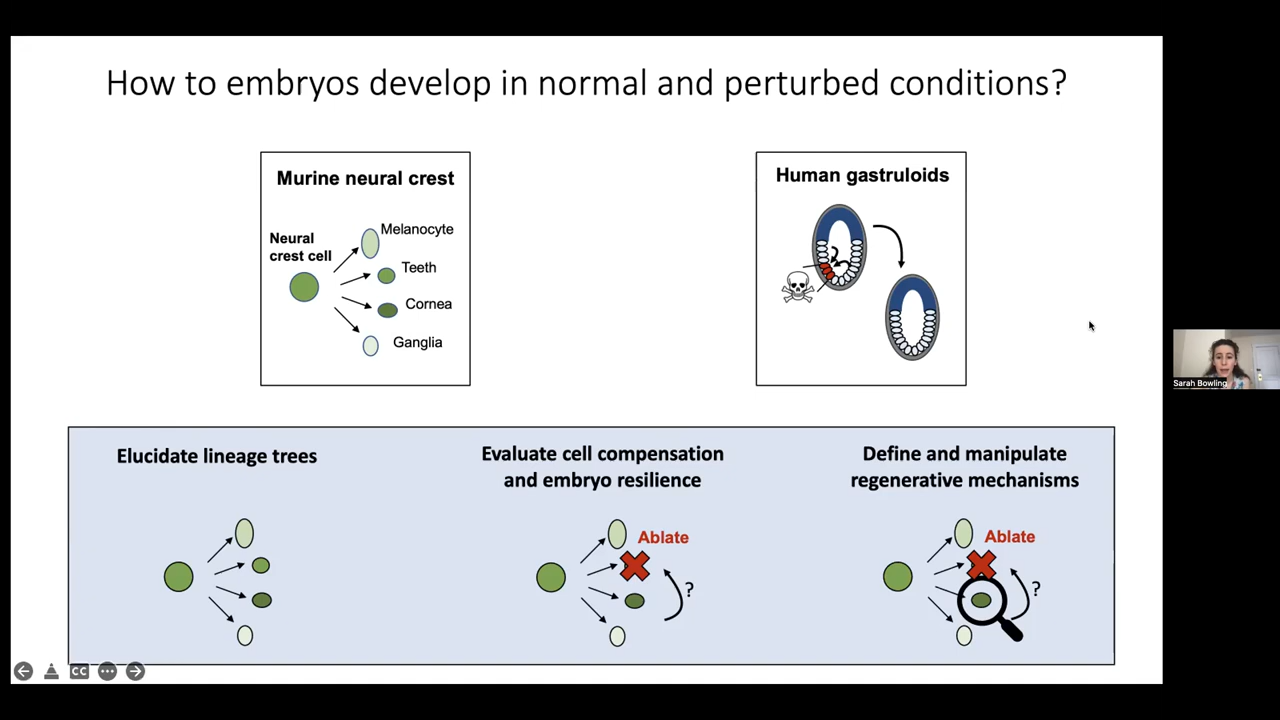 How to embryos develop in normal and perturbed conditions?
Murine neural crest
Neural
crest cell
Melanocyte
Teeth
Cornea
Ganglia
Human gastruloids
Elucidate lineage trees
Evaluate cell compensation
and embryo resilience
Ablate
?
Define and manipulate
regenerative mechanisms
Ablate
?
CC
Sarah Bowling